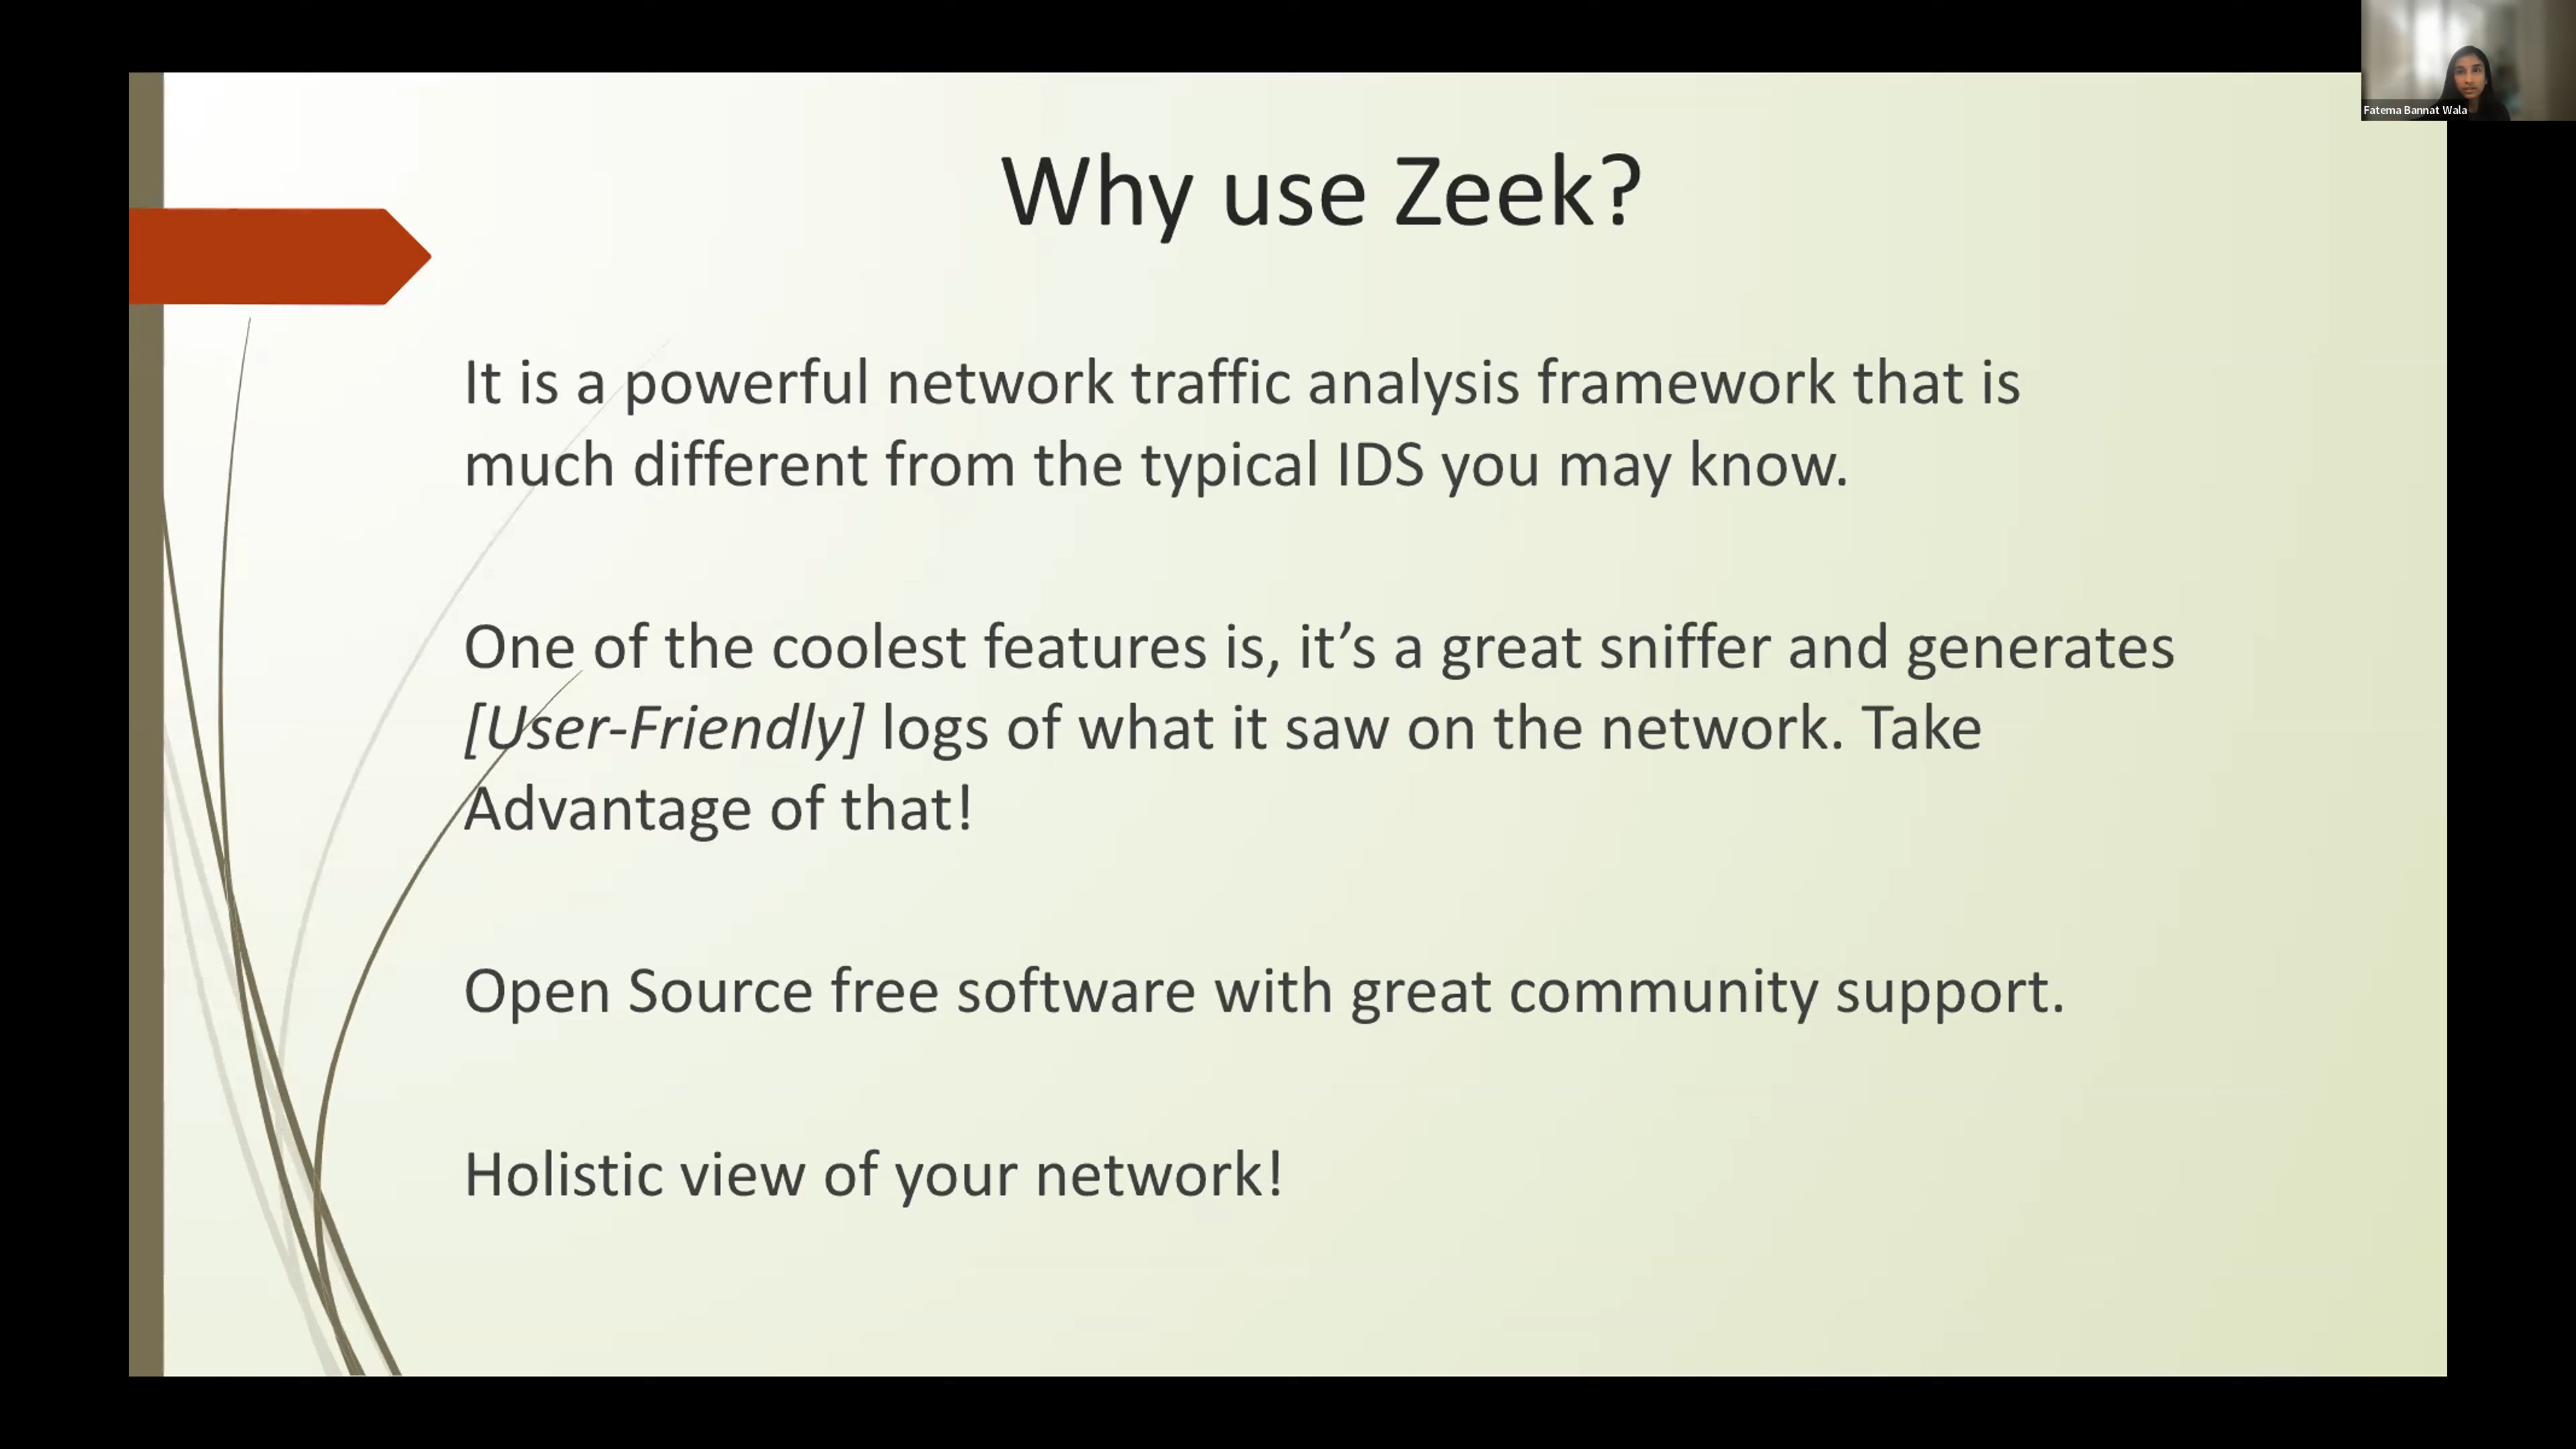 Fatema Bannat Wala
Why use Zeek?
It is a powerful network traffic analysis framework that is
much different from the typical IDS you may know.
One of the coolest features is, it’s a great sniffer and generates
[User-Friendly] logs of what it saw on the network. Take
Advantage of that!
Open Source free software with great community support.
Holistic view of your network!